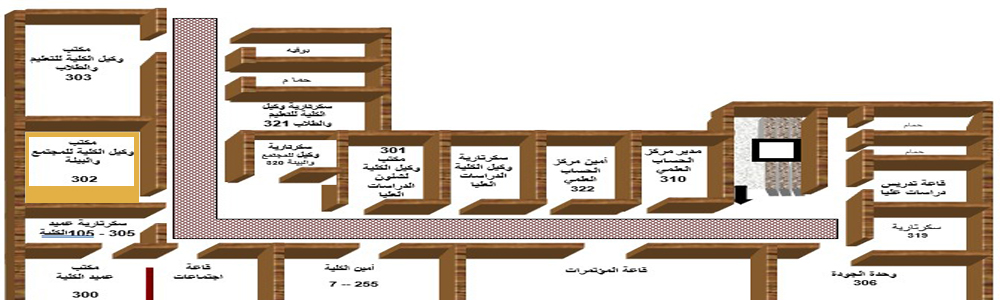 مكتب
وكيل الكلية للتعليم
والطلاب
303
بوفيه
حمام
سكرتارية وكيل
الكلية للتعليم
والطلاب 321
مكتب
وكيل الكلية للمجتمع
والبيئة
302
سكرتارية
وكيل للمجتمع
والبيئة 320
301
مكتب
وكيل الكلية
لشئون
الدراسات
العليا
سكرتارية
وكيل الكلية
الدراسات
العليا
أمين مركز
الحساب
العلمي
322
مدير مركز
الحساب
العلمي
310
حمام
حمام
قاعة تدريس
دراسات عليا
سكرتارية
319
سكرتارية عميد
الكلية105 - 305
مكتب
عميد الكلية
300
قاعة
اجتماعات
أمين الكلية
7 -- 255
قاعة المؤتمرات
وحدة الجودة
306